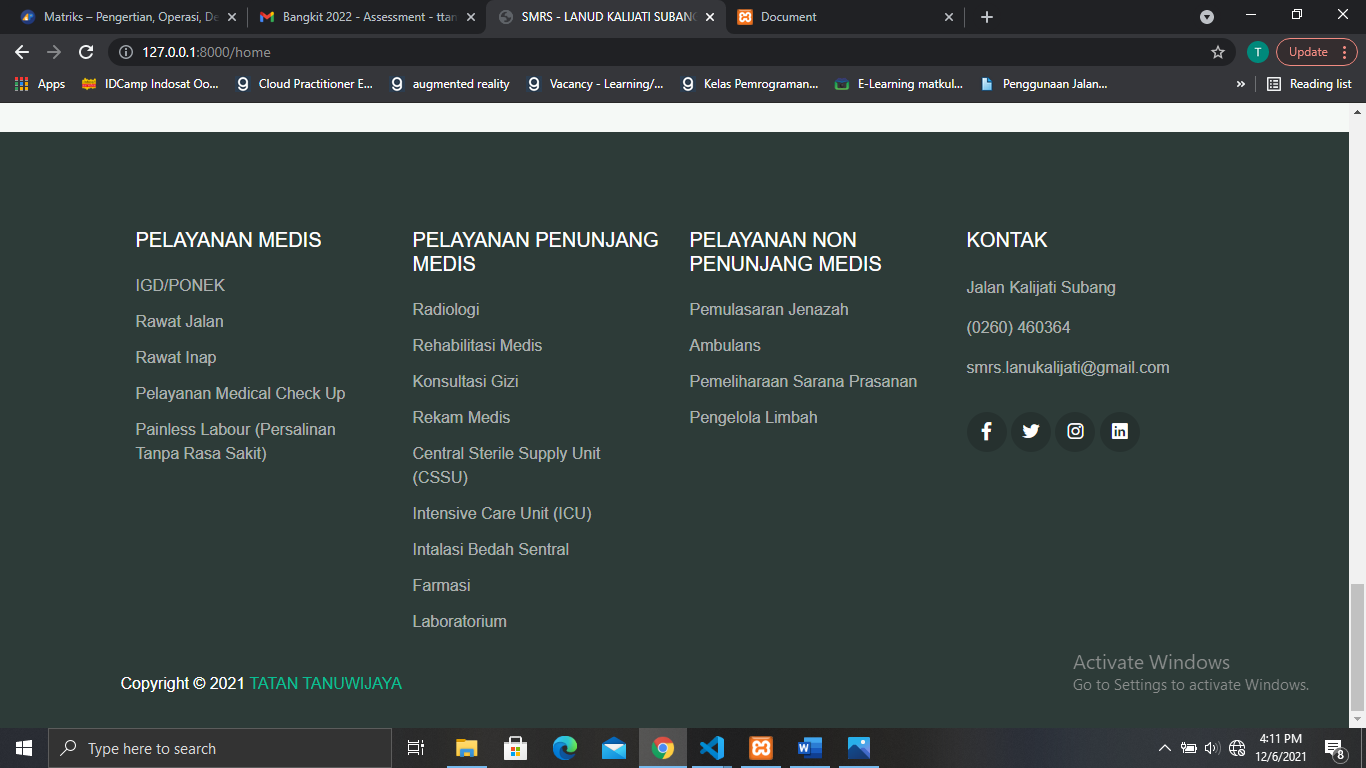 Matriks – Pengertian, Operasi, De
Bangkit 2022 - Assessment - ttan
SMRS - LANUD KALIJATI SUBANG
Document
127.0.0.1:8000/home
T
Update
Apps
IDCamp Indosat Oo...
Cloud Practitioner E...
augmented reality
Vacancy - Learning/...
Kelas Pemrograman...
E-Learning matkul...
Penggunaan Jalan...
»
Reading list
PELAYANAN MEDIS
IGD/PONEK
Rawat Jalan
Rawat Inap
Pelayanan Medical Check Up
Painless Labour (Persalinan
Tanpa Rasa Sakit)
PELAYANAN PENUNJANG
MEDIS
Radiologi
Rehabilitasi Medis
Konsultasi Gizi
Rekam Medis
Central Sterile Supply Unit
(CSSU)
Intensive Care Unit (ICU)
Intalasi Bedah Sentral
Farmasi
Laboratorium
PELAYANAN NON
PENUNJANG MEDIS
Pemulasaran Jenazah
Ambulans
Pemeliharaan Sarana Prasanan
Pengelola Limbah
KONTAK
Jalan Kalijati Subang
(0260) 460364
smrs.lanukalijati@gmail.com
Copyright © 2021 TATAN TANUWIJAYA
Activate Windows
Go to Settings to activate Windows.
Type here to search
4:11 PM
12/6/2021
8